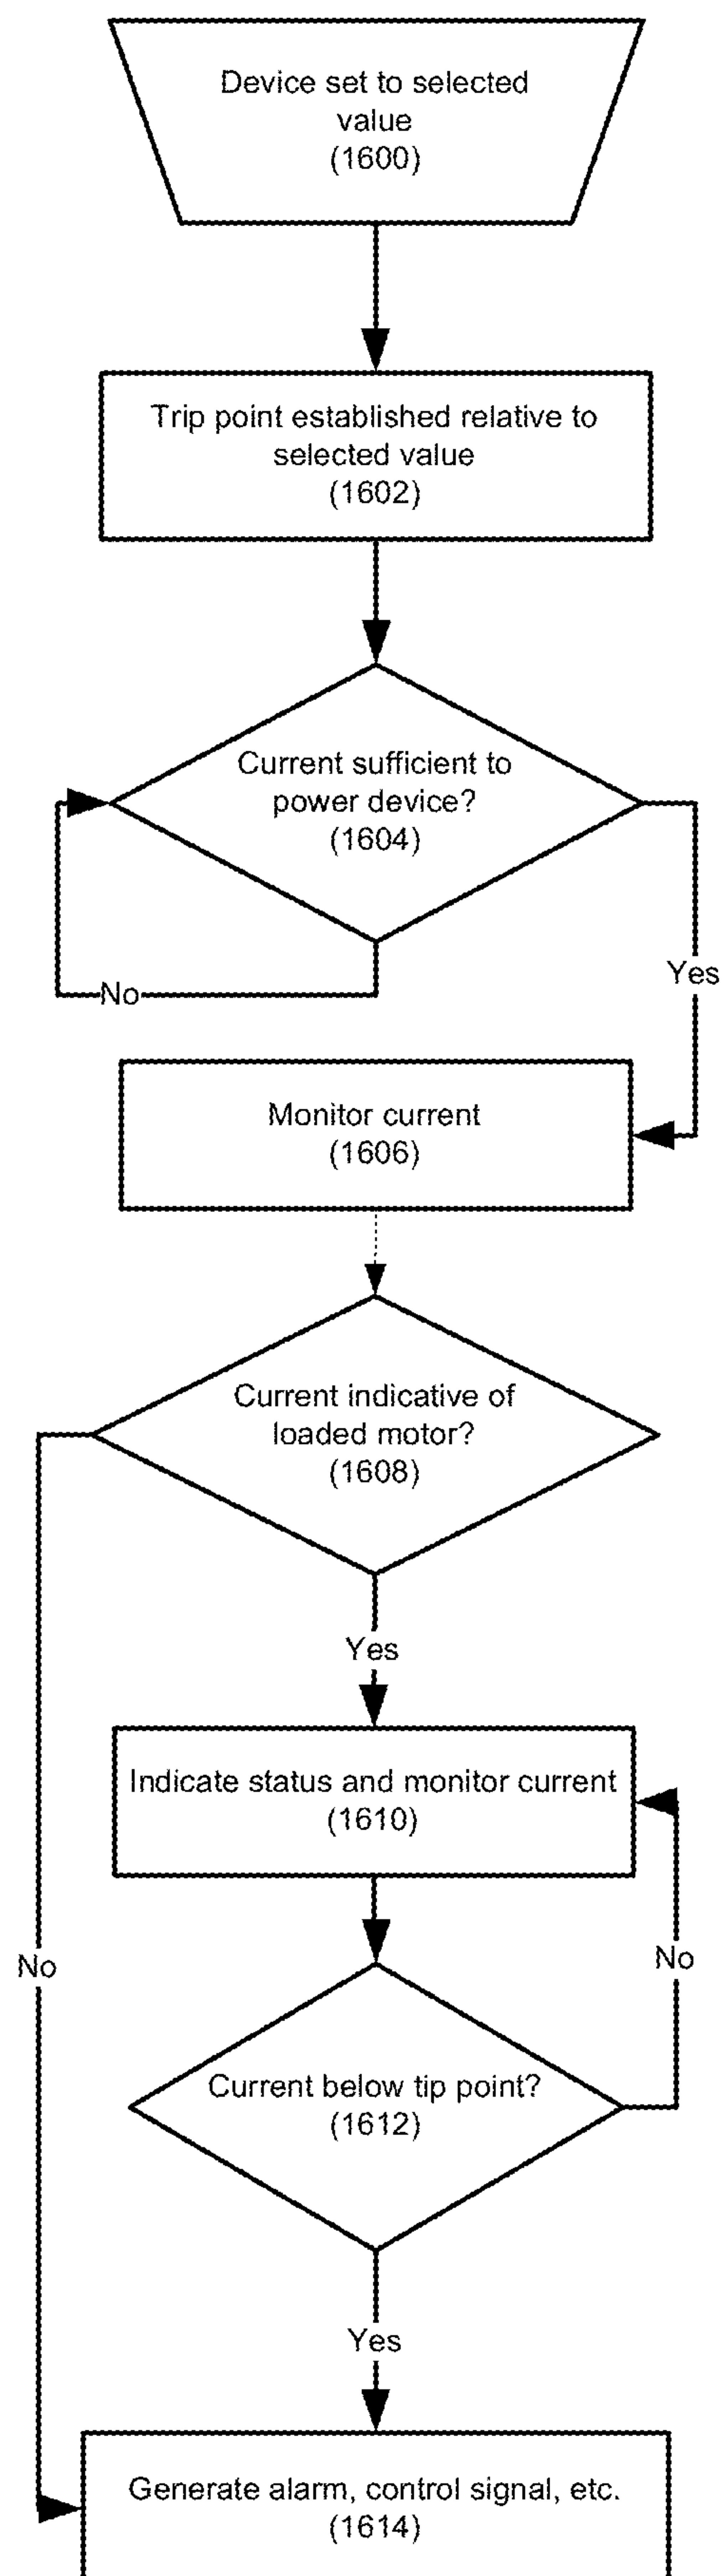 Device set to selected
value
(1600)
Trip point established relative to
selected value
(1602)
Current sufficient to
power device?
(1604)
Yes
No
Monitor current
(1606)
Current indicative of
loaded motor?
(1608)
Yes
Indicate status and monitor current
(1610)
No
No
Current below tip point?
(1612)
Yes
Generate alarm, control signal, etc.
(1614)